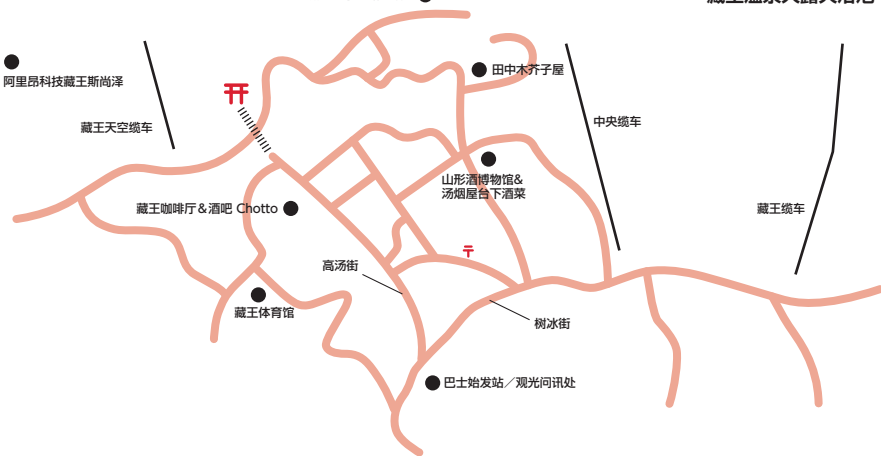 田中木芥子屋
阿里昂科技藏王斯尚泽
中央缆车
藏王天空缆车
山形酒博物馆&
汤烟屋台下酒菜
藏王咖啡厅&酒吧 Chotto
藏王缆车
高汤街
藏王体育馆
树冰街
巴士始发站／观光问讯处